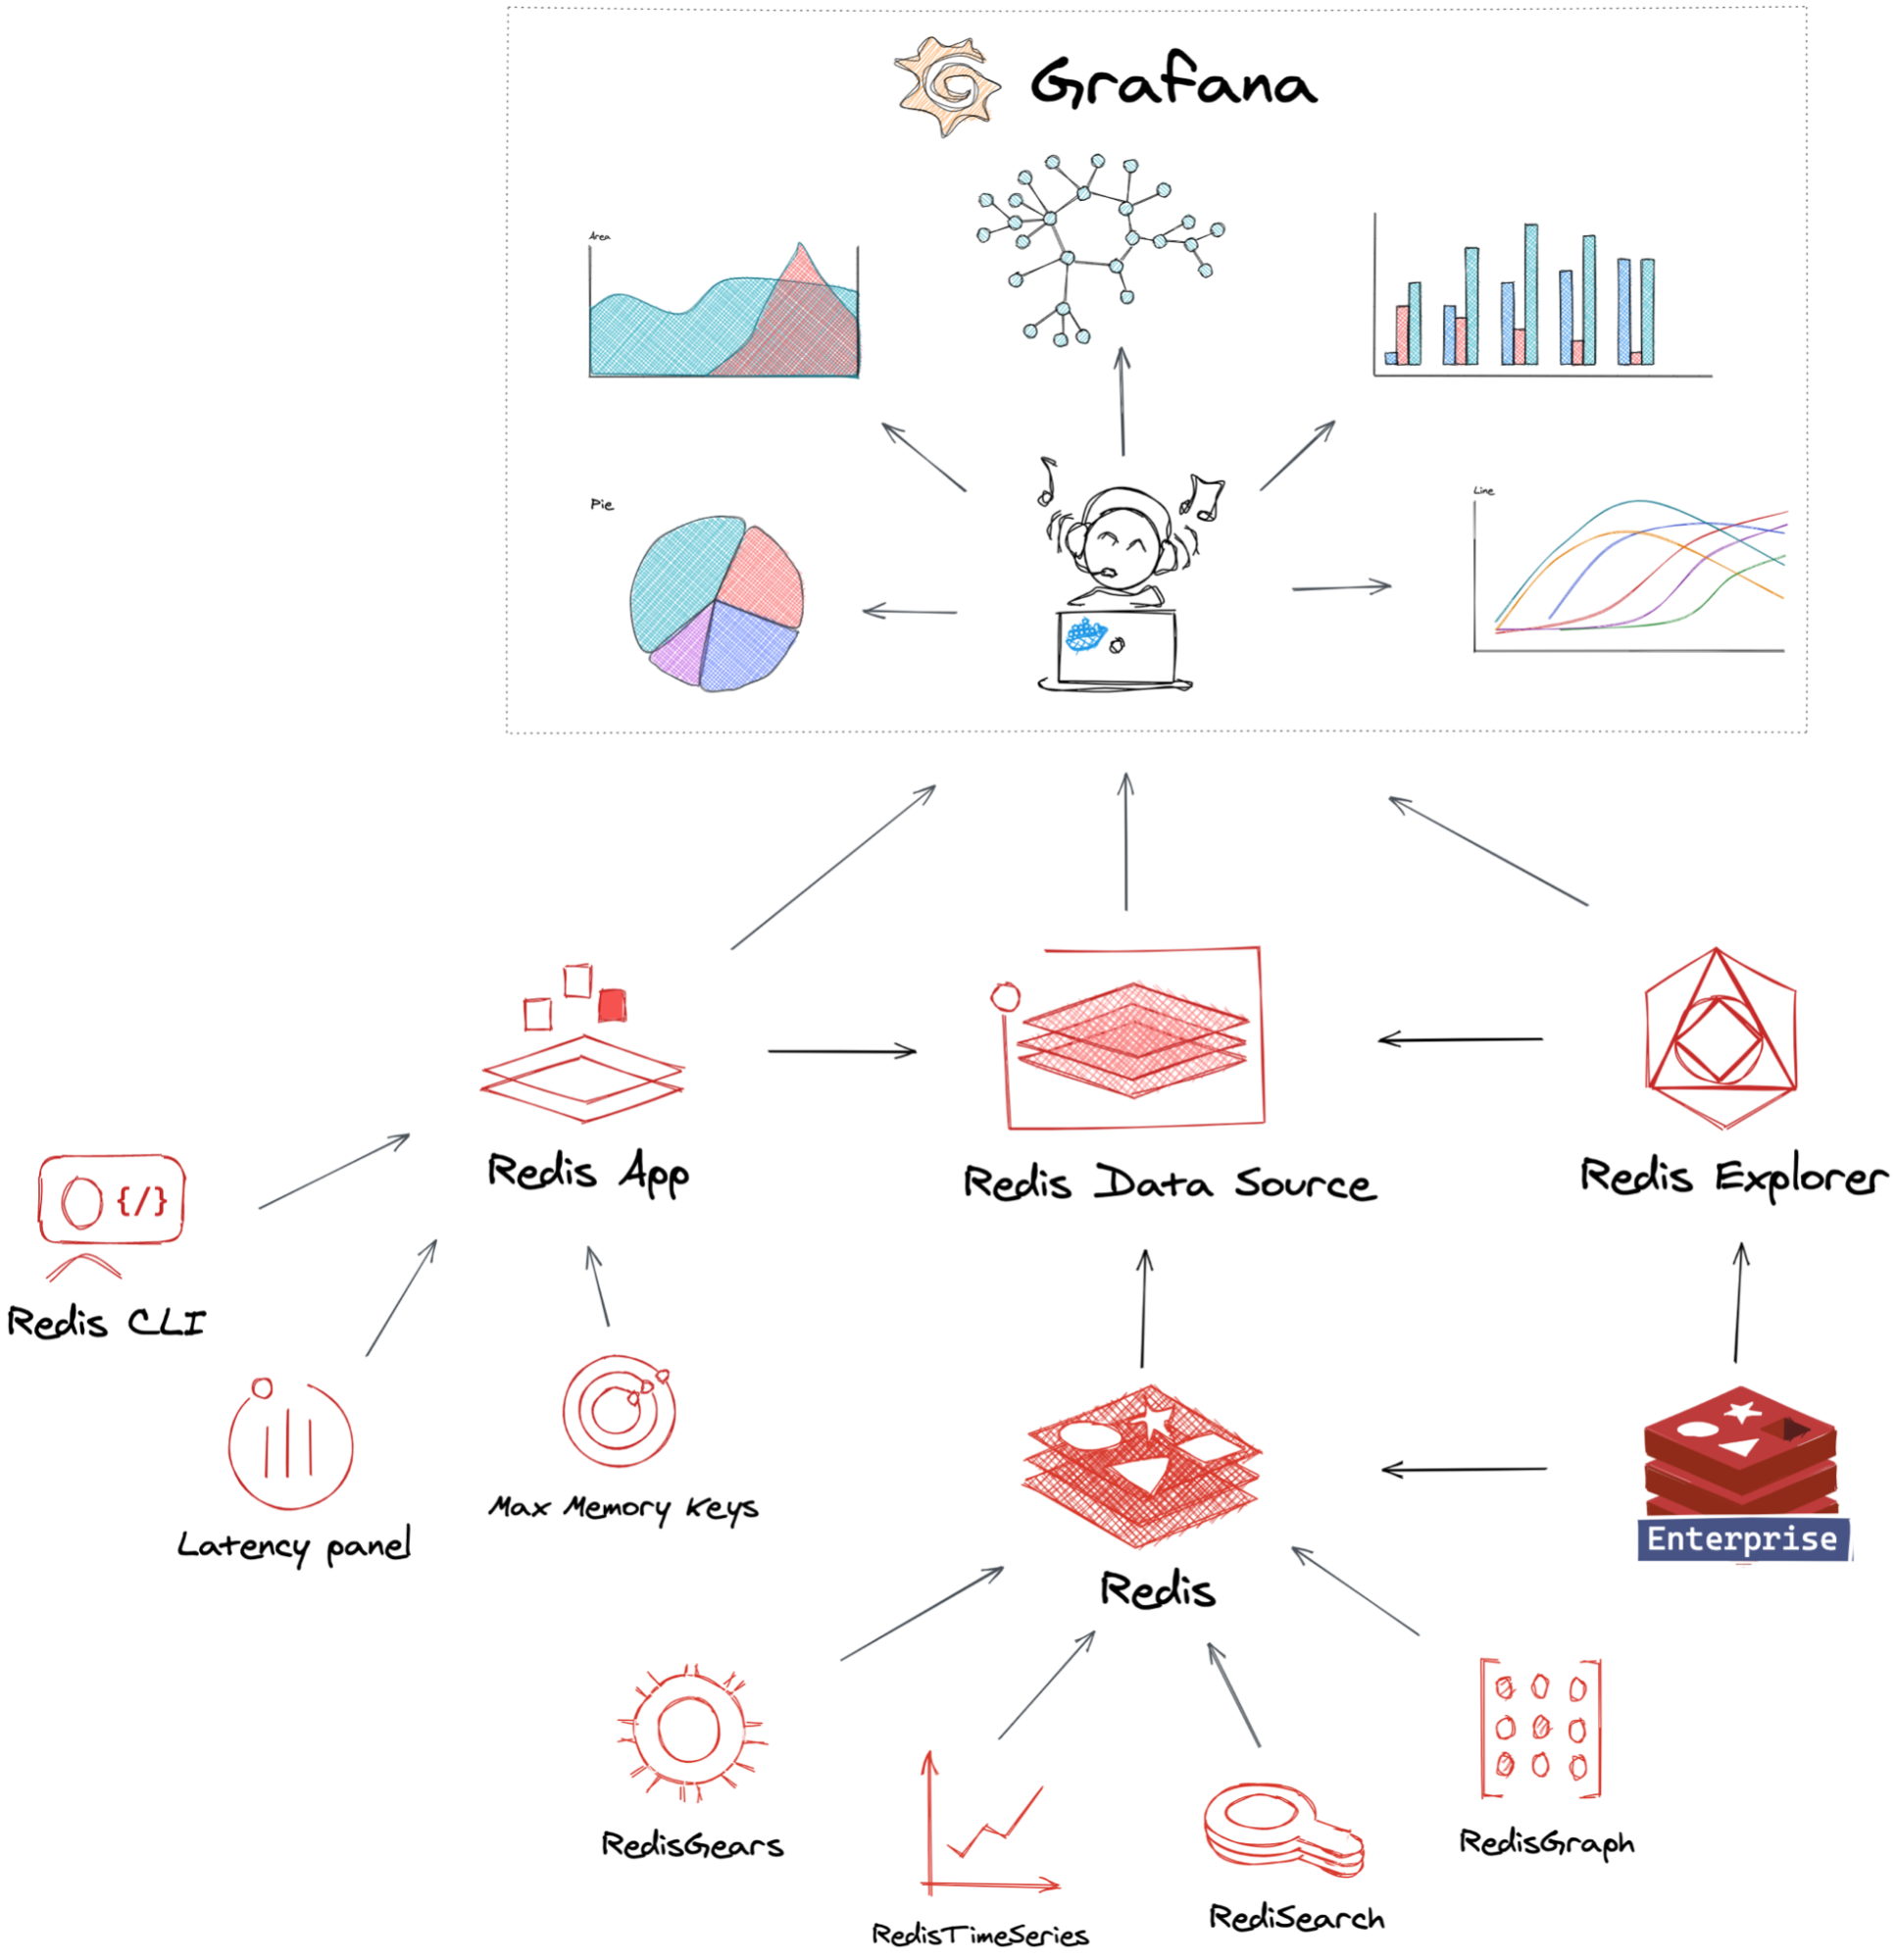 Grafana
Area
Pie
Line
Redis App
Redis Data Source
Redis Explorer
{/}
Redis CLI
Latency panel
Max Memory Keys
Redis
Enterprise
RedisGears
RedisTimeSeries
RediSearch
RedisGraph